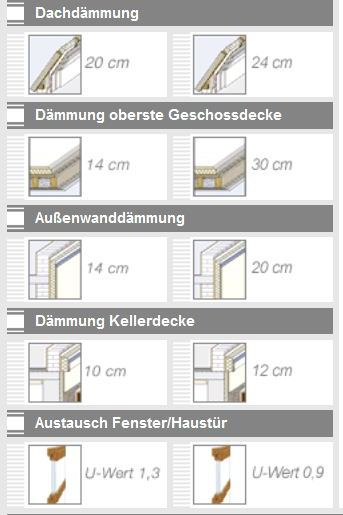 Dachdämmung
20 cm 24 cm
Dämmung oberste Geschossdecke
14 cm 30 cm
Außenwanddämmung
14 cm 20 cm
Dämmung Kellerdecke
10 cm 12 cm
Austausch Fenster/Haustür
U-Wert 1,3 U-Wert 0,9